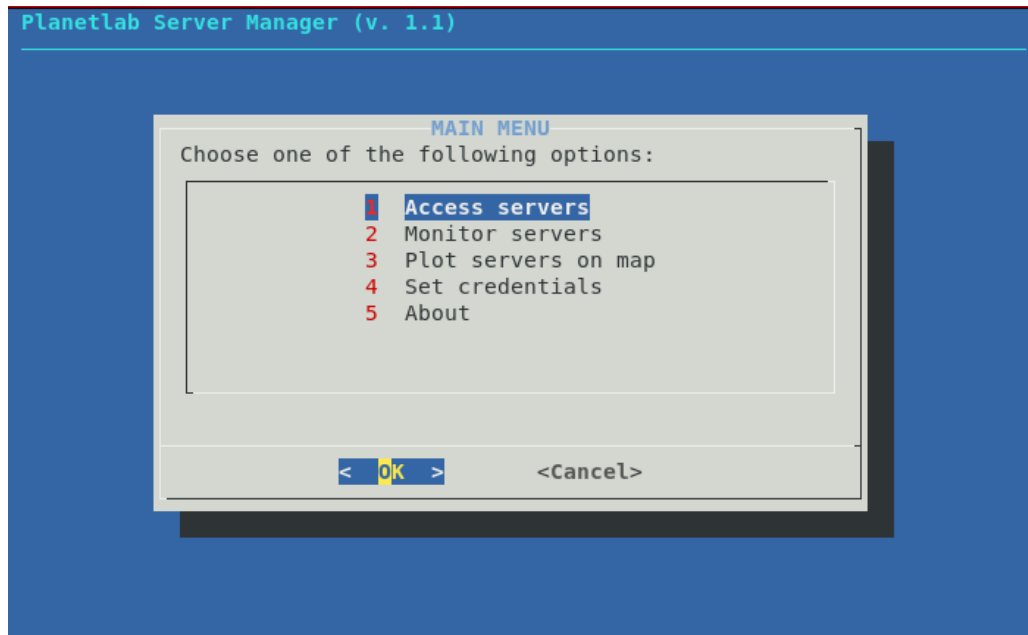 Planetlab Server Manager (v. 1.1)
MAIN MENU
Choose one of the following options:
1 Access servers
2 Monitor servers
3 Plot servers on map
4 Set credentials
5 About
< OK > <Cancel>